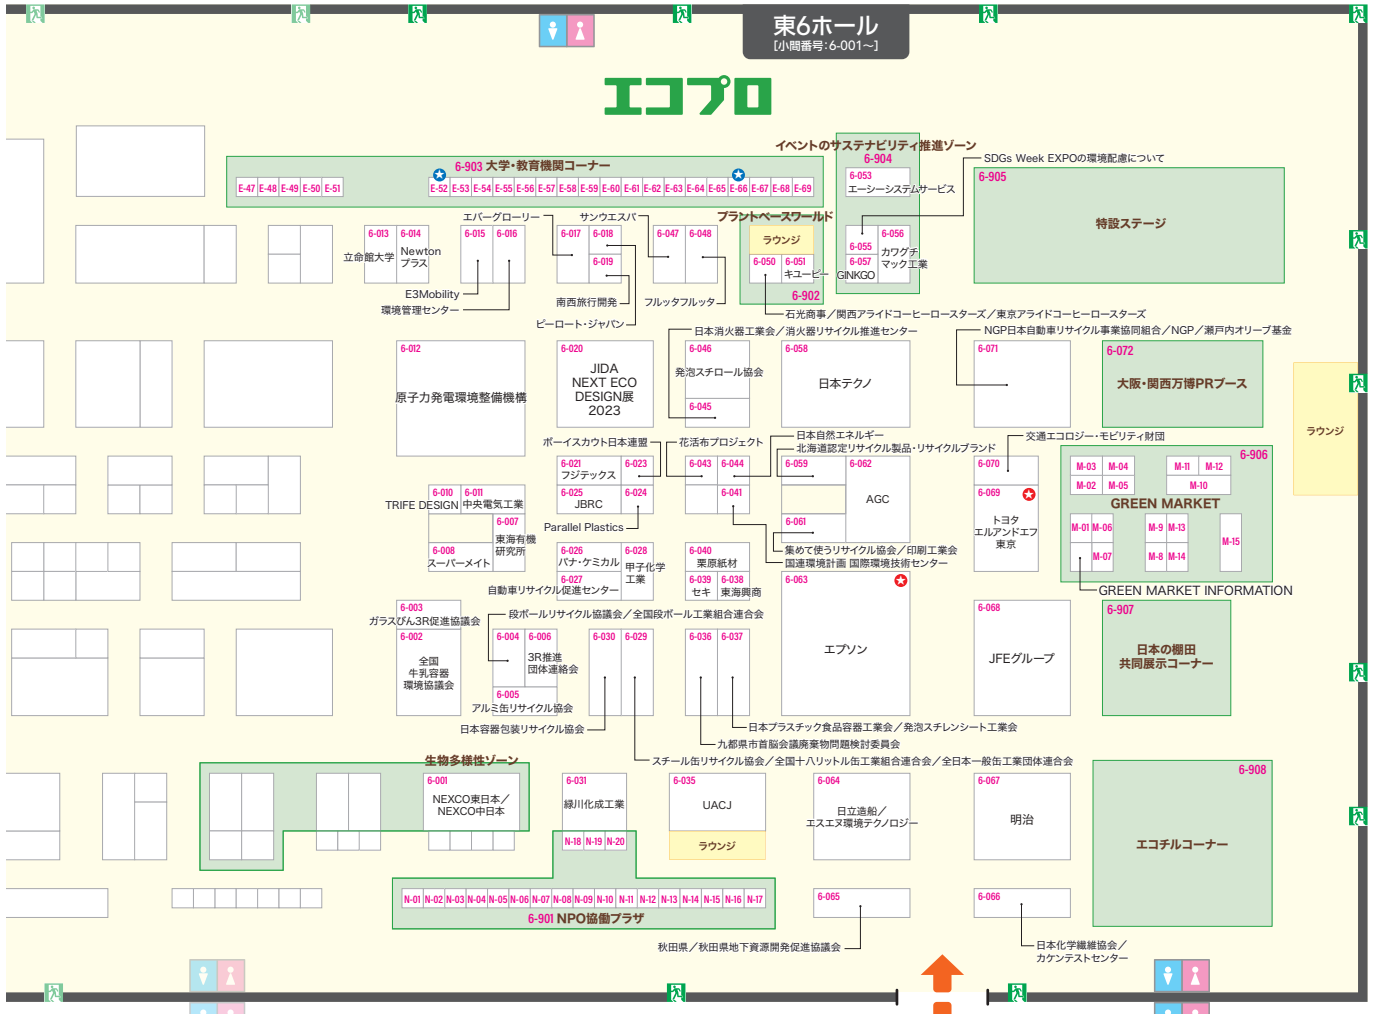 東6ホール
[小間番号:6-001〜]
エコプロ
イベントのサステナビリティ推進ゾーン
6-903 大学・教育機関コーナー
6-904
SDGs Week EXPOの環境配慮について
6-053
エーシーシステムサービス
6-905
特設ステージ
E-47 E-48 E-49 E-50 E-51
E-52 E-53 E-54 E-55 E-56 E-57 E-58 E-59 E-60 E-61 E-62 E-63 E-64 E-65 E-66 E-67 E-68 E-69
エバーグローリー
サンウエスパ
プラントベースワールド
6-013
立命館大学
6-014
Newton
プラス
6-015
6-016
6-017
6-018
6-019
6-047
6-048
ラウンジ
6-050
6-051
キユーピー
6-902
6-055
6-056
カワグチ
マック工業
6-057
GINKGO
E3Mobility
環境管理センター
南西旅行開発
ピーロート・ジャパン
フルッタフルッタ
石光商事/関西アライドコーヒーロースターズ/東京アライドコーヒーロースターズ
日本消火器工業会/消火器リサイクル推進センター
NGP日本自動車リサイクル事業協同組合/NGP/瀬戸内オリーブ基金
6-012
原子力発電環境整備機構
6-020
JIDA
NEXT ECO
DESIGN展
2023
6-046
発泡スチロール協会
6-045
6-058
日本テクノ
6-071
6-072
大阪・関西万博PRブース
ラウンジ
ボーイスカウト日本連盟
花活布プロジェクト
日本自然エネルギー
北海道認定リサイクル製品・リサイクルブランド
交通エコロジー・モビリティ財団
6-010
TRIFE DESIGN
6-011
中央電気工業
6-007
東海有機
研究所
6-008
スーパーメイト
6-021
フジテックス
6-023
6-025
JBRC
6-024
Parallel Plastics
6-043
6-044
6-041
6-059
6-061
6-062
AGC
6-070
6-069
トヨタ
エルアンドエフ
東京
6-906
M-03 M-04
M-02 M-05
M-11 M-12
M-10
GREEN MARKET
M-01 M-06
M-07
M-9 M-13
M-8 M-14
M-15
GREEN MARKET INFORMATION
集めて使うリサイクル協会/印刷工業会
国連環境計画 国際環境技術センター
6-026
パナ・ケミカル
6-027
自動車リサイクル促進センター
6-028
甲子化学
工業
6-040
栗原紙材
6-039
セキ
6-038
東海興商
6-063
エプソン
6-003
ガラスびん3R促進協議会
6-002
全国
牛乳容器
環境協議会
段ボールリサイクル協議会/全国段ボール工業組合連合会
6-004
6-006
3R推進
団体連絡会
6-005
アルミ缶リサイクル協会
6-030
6-029
6-036
6-037
6-068
JFEグループ
6-907
日本の棚田
共同展示コーナー
日本容器包装リサイクル協会
日本プラスチック食品容器工業会/発泡スチレンシート工業会
九都県市首脳会議廃棄物問題検討委員会
スチール缶リサイクル協会/全国十八リットル缶工業組合連合会/全日本一般缶工業団体連合会
生物多様性ゾーン
6-001
NEXCO東日本/
NEXCO中日本
6-031
緑川化成工業
6-035
UACJ
ラウンジ
6-064
日立造船/
エスエヌ環境テクノロジー
6-067
明治
6-908
エコチルコーナー
N-18 N-19 N-20
N-01 N-02 N-03 N-04 N-05 N-06 N-07 N-08 N-09 N-10 N-11 N-12 N-13 N-14 N-15 N-16 N-17
6-901 NPO協働プラザ
6-065
6-066
秋田県/秋田県地下資源開発促進協議会
日本化学繊維協会/
カケンテストセンター